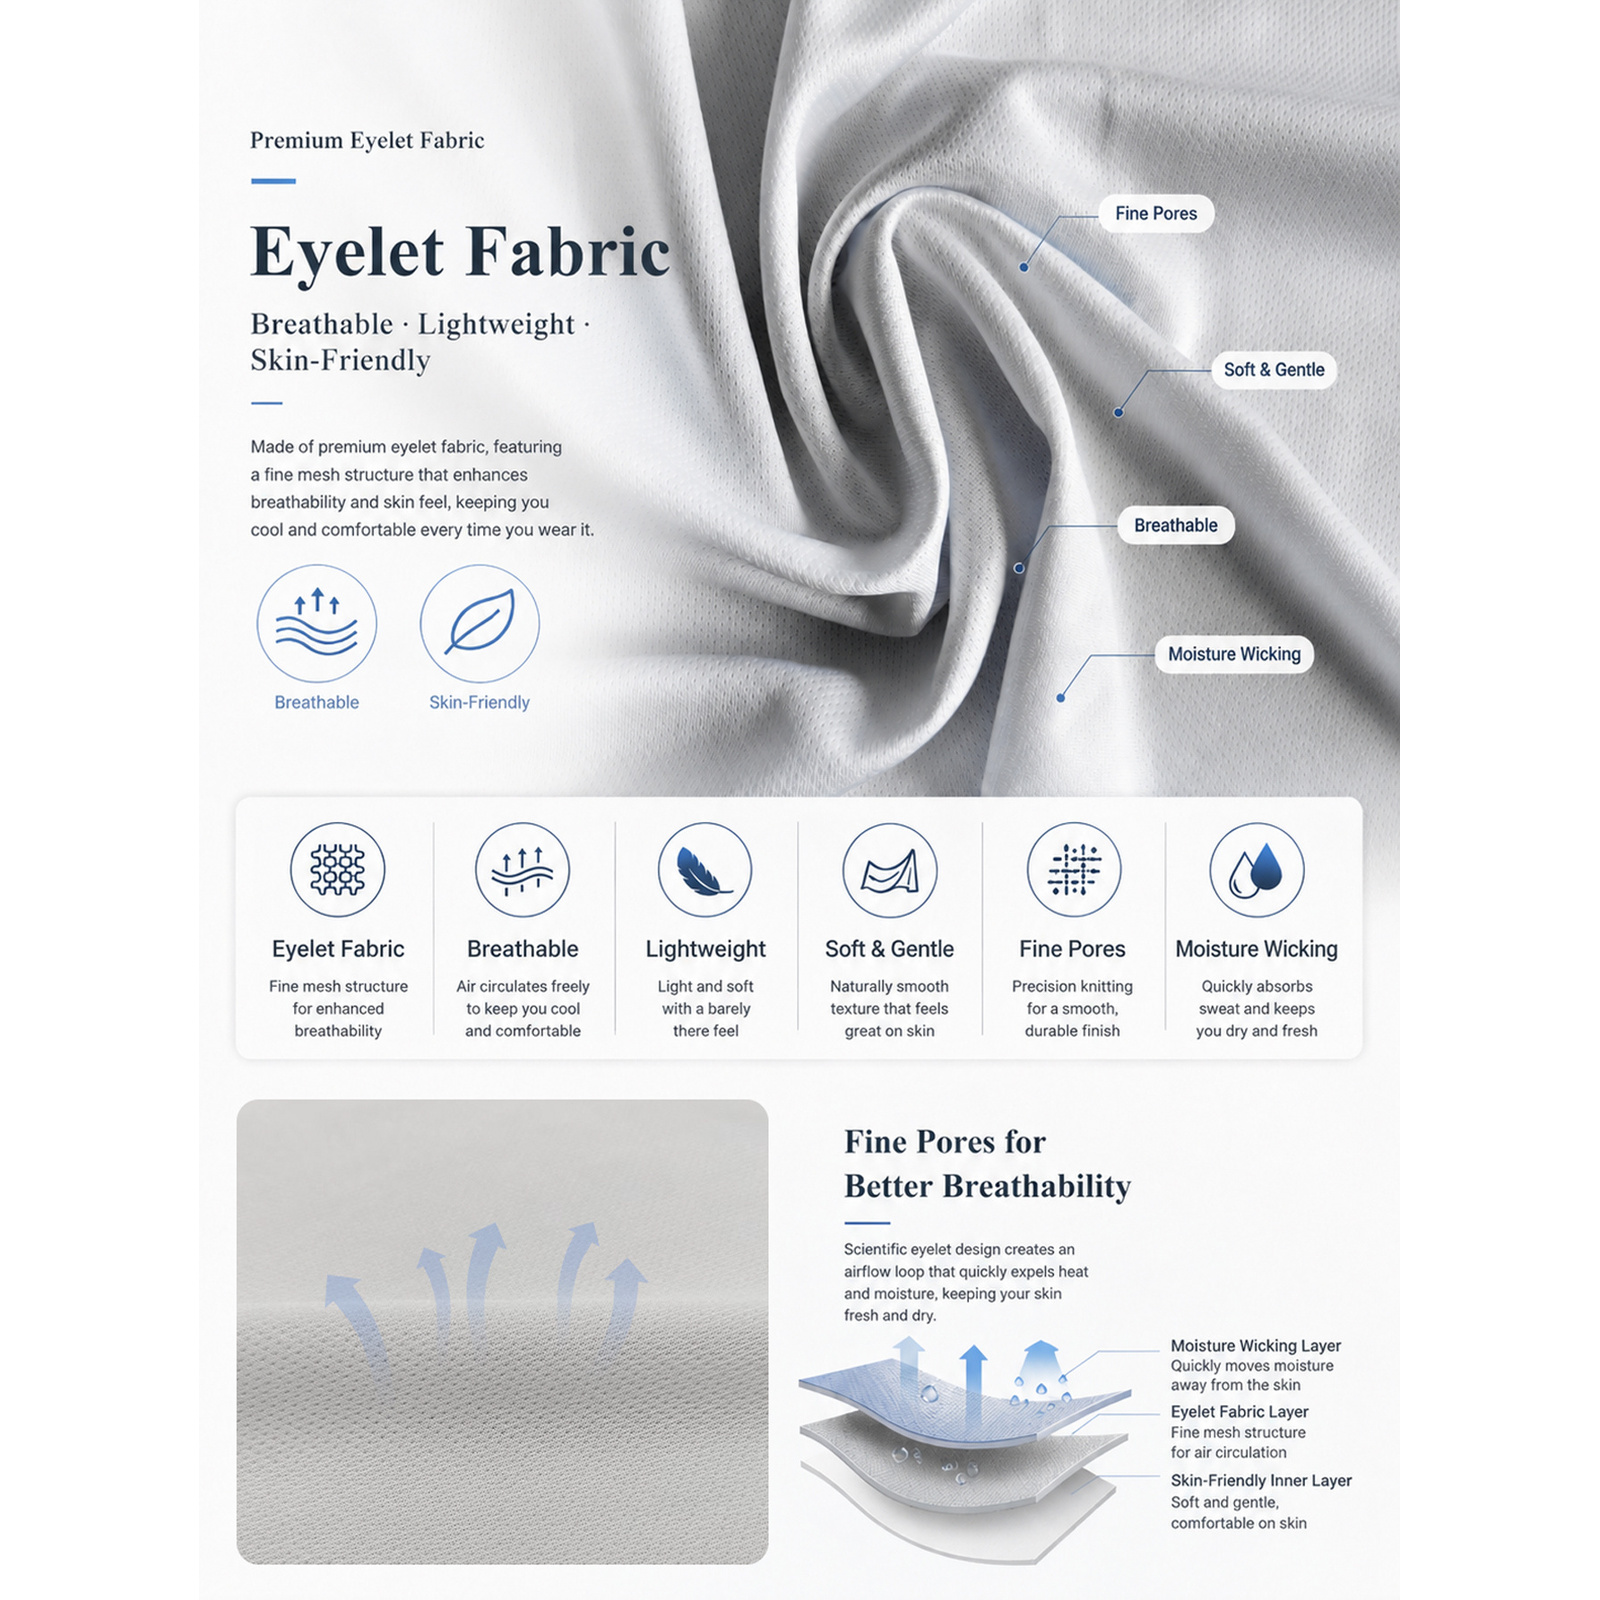 Premium Eyelet Fabric
Eyelet Fabric
Breathable · Lightweight ·
Skin-Friendly
Made of premium eyelet fabric, featuring
a fine mesh structure that enhances
breathability and skin feel, keeping you
cool and comfortable every time you wear it.
Breathable
Skin-Friendly
Fine Pores
Soft & Gentle
Breathable
Moisture Wicking
Eyelet Fabric
Fine mesh structure
for enhanced
breathability
Breathable
Air circulates freely
to keep you cool
and comfortable
Lightweight
Light and soft
with a barely
there feel
Soft & Gentle
Naturally smooth
texture that feels
great on skin
Fine Pores
Precision knitting
for a smooth,
durable finish
Moisture Wicking
Quickly absorbs
sweat and keeps
you dry and fresh
Fine Pores for
Better Breathability
Scientific eyelet design creates an
airflow loop that quickly expels heat
and moisture, keeping your skin
fresh and dry.
Moisture Wicking Layer
Quickly moves moisture
away from the skin
Eyelet Fabric Layer
Fine mesh structure
for air circulation
Skin-Friendly Inner Layer
Soft and gentle,
comfortable on skin